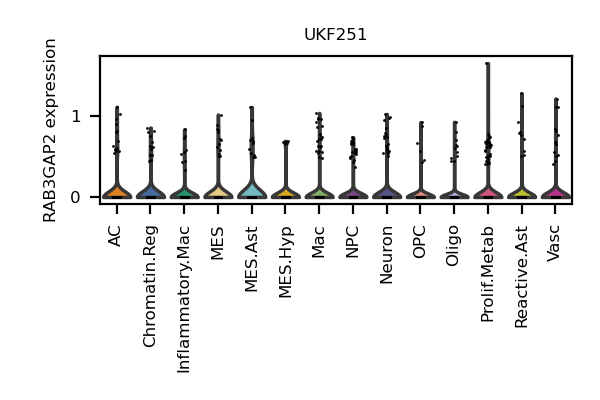 UKF251
RAB3GAP2 expression
1
0
AC
Chromatin.Reg
Inflammatory.Mac
MES
MES.Ast
MES.Hyp
Mac
NPC
Neuron
OPC
Oligo
Prolif.Metab
Reactive.Ast
Vasc